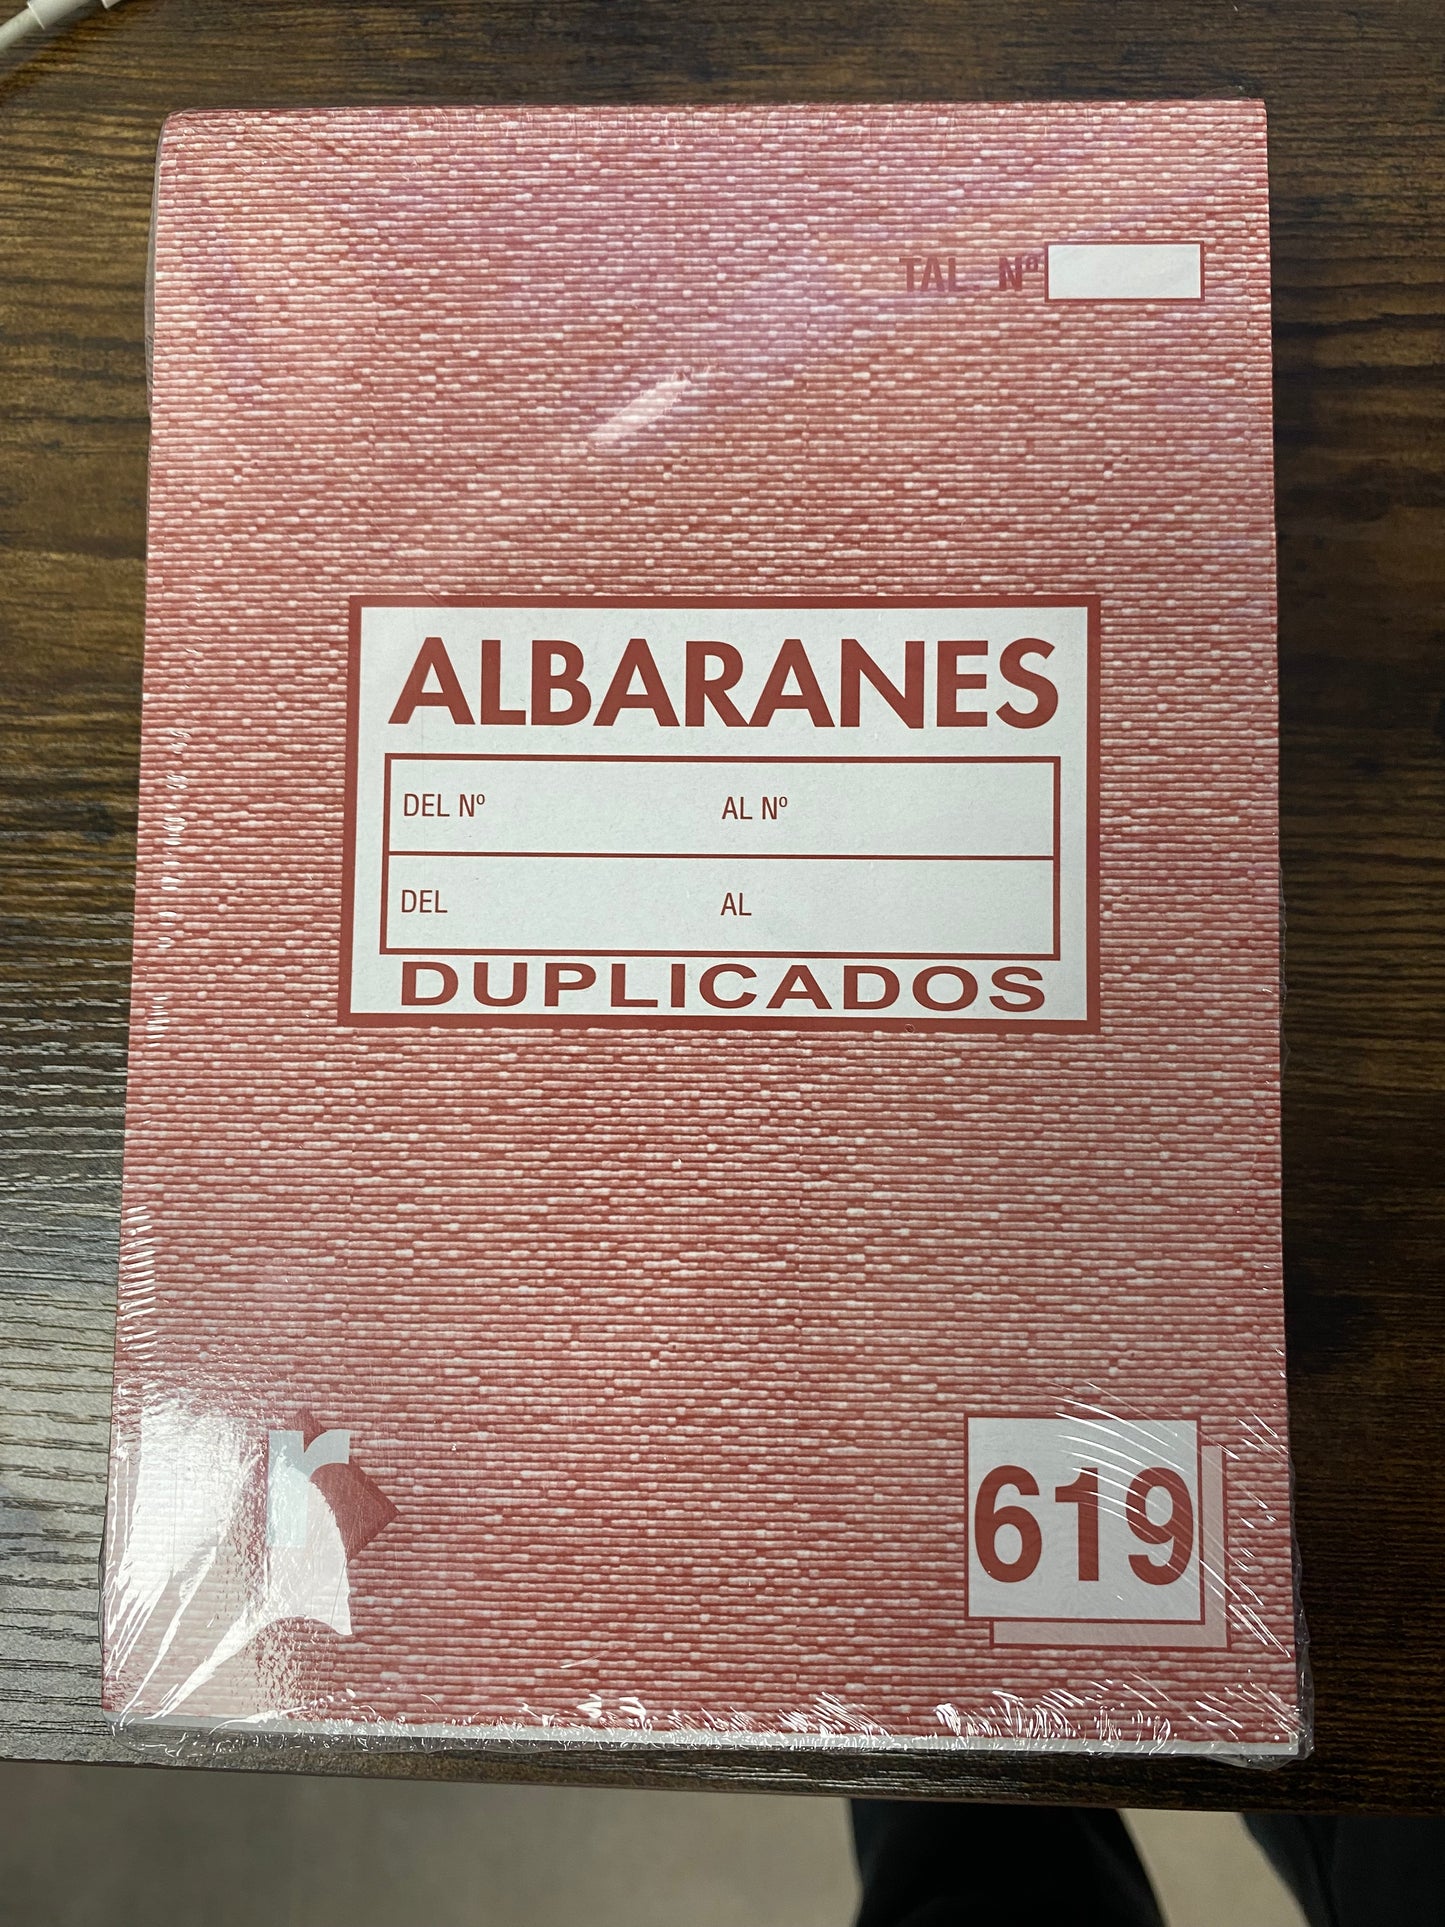 TAL. Nº
ALBARANES
DEL Nº AL Nº
DEL AL
DUPLICADOS
r
619